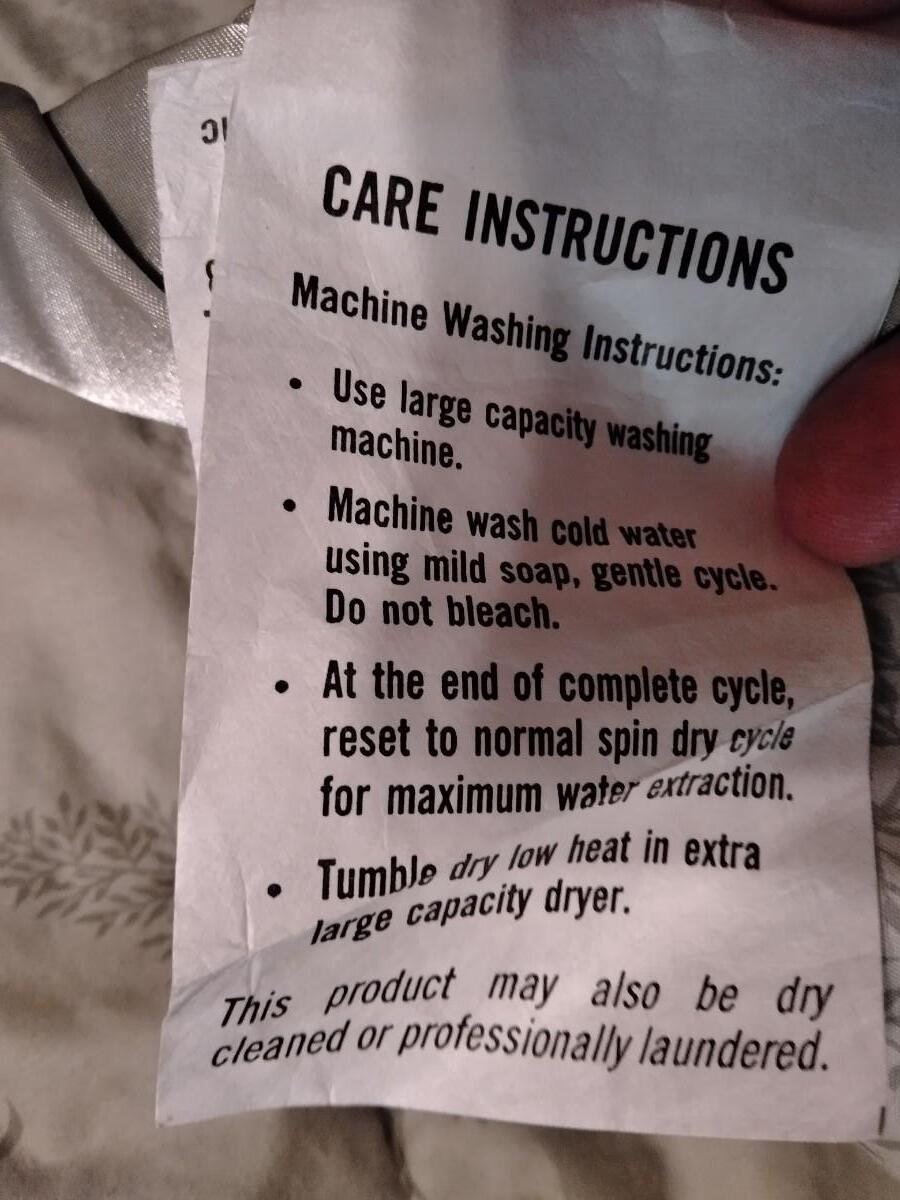 CARE INSTRUCTIONS
Machine Washing Instructions:
• Use large capacity washing
machine.
• Machine wash cold water
using mild soap, gentle cycle.
Do not bleach.
• At the end of complete cycle,
reset to normal spin dry cycle
for maximum water extraction.
• Tumble dry low heat in extra
large capacity dryer.
This product may also be dry
cleaned or professionally laundered.